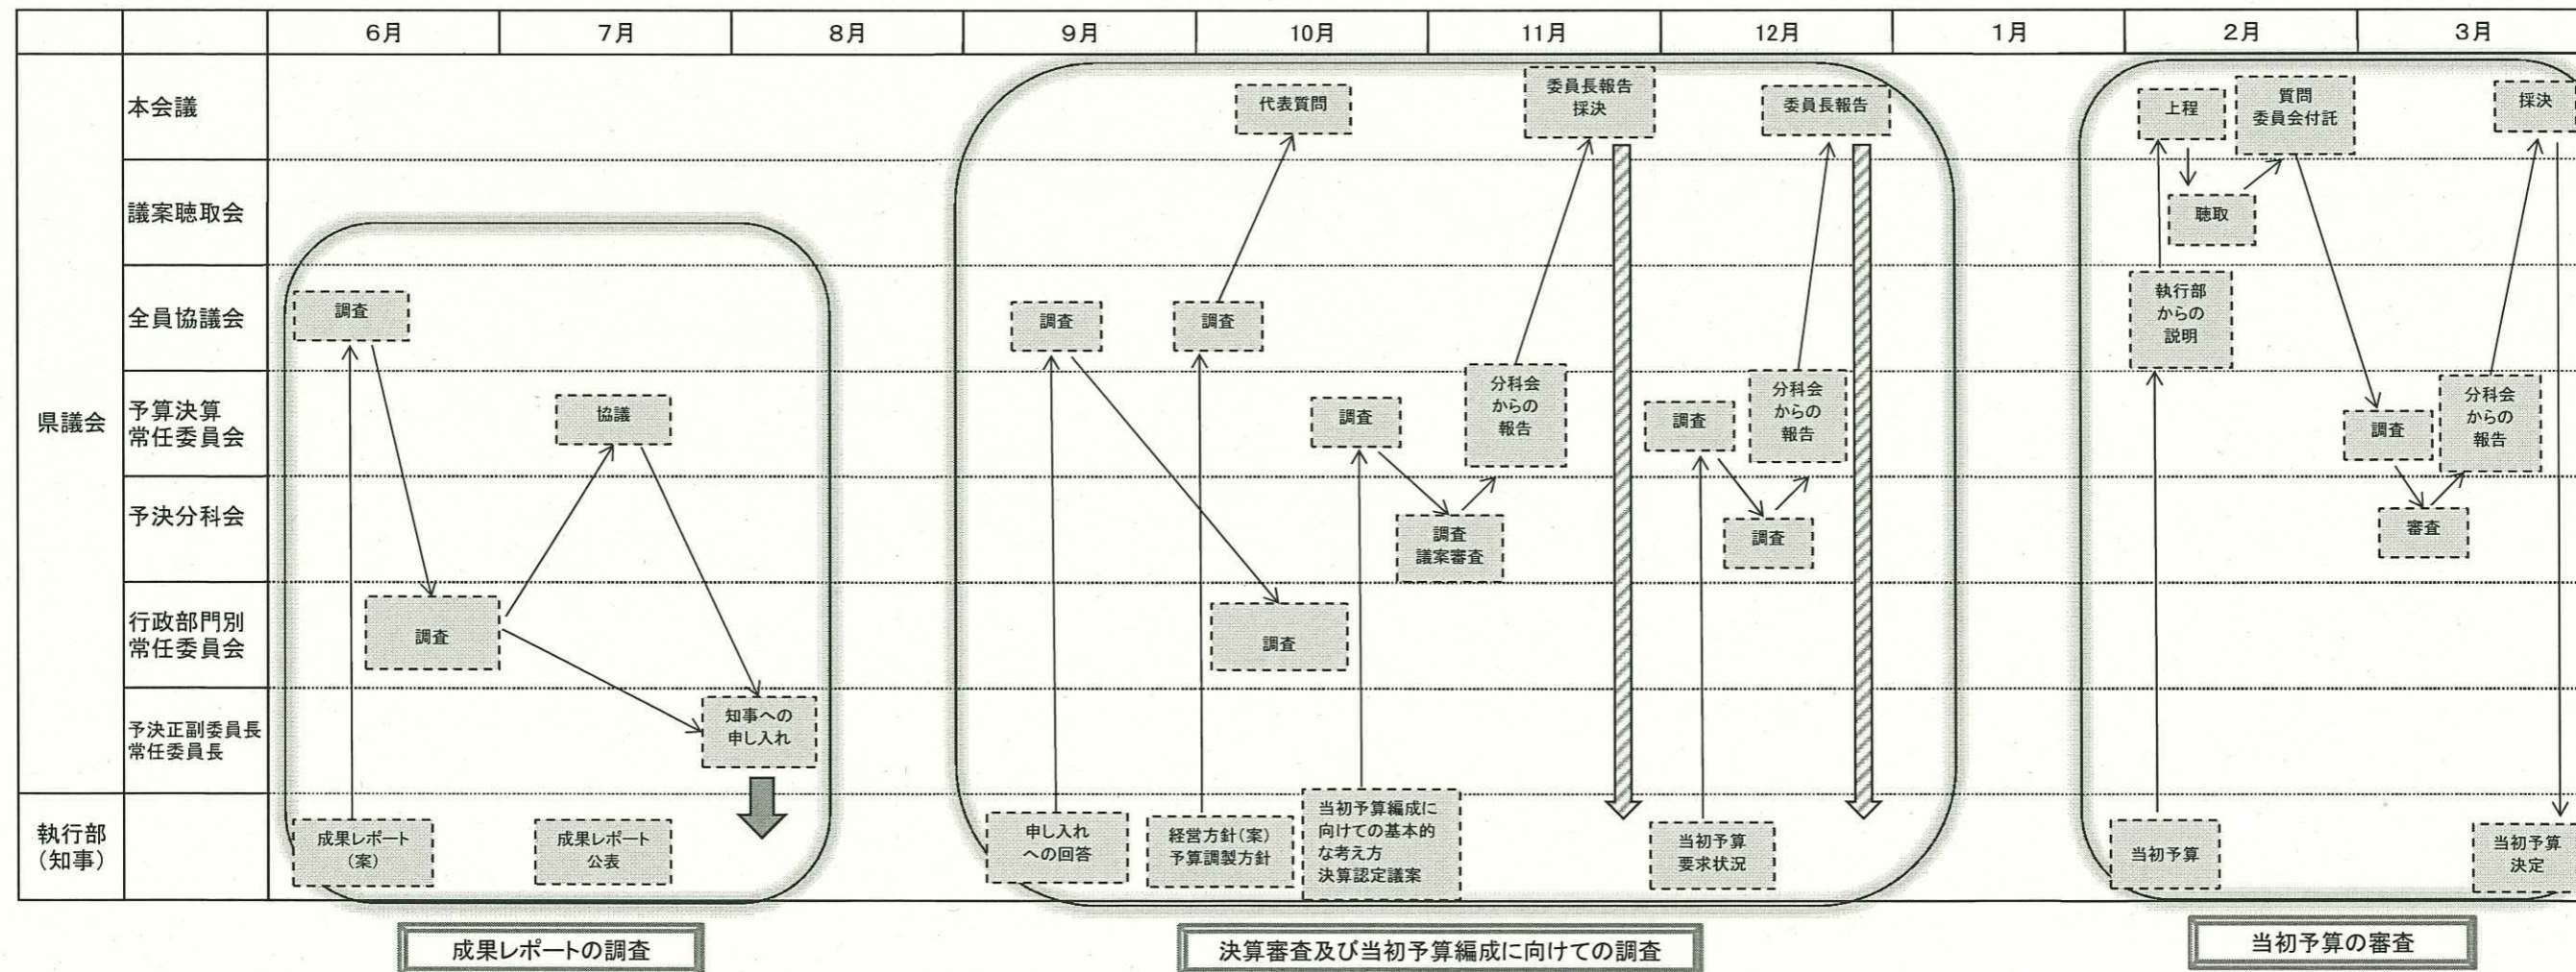 6月
7月
8月
9月
10月
11月
12月
1月
2月
3月
県議会
本会議
代表質問
委員長報告
採決
委員長報告
上程
質問
委員会付託
採決
議案聴取会
聴取
全員協議会
調査
調査
調査
執行部
からの
説明
予算決算
常任委員会
協議
調査
分科会
からの
報告
調査
分科会
からの
報告
調査
分科会
からの
報告
予決分科会
調査
議案審査
調査
審査
行政部門別
常任委員会
調査
調査
予決正副委員長
常任委員長
知事への
申し入れ
執行部
（知事）
成果レポート
（案）
成果レポート
公表
申し入れ
への回答
経営方針（案）
予算調製方針
当初予算編成に
向けての基本的
な考え方
決算認定議案
当初予算
要求状況
当初予算
当初予算
決定
成果レポートの調査
決算審査及び当初予算編成に向けての調査
当初予算の審査